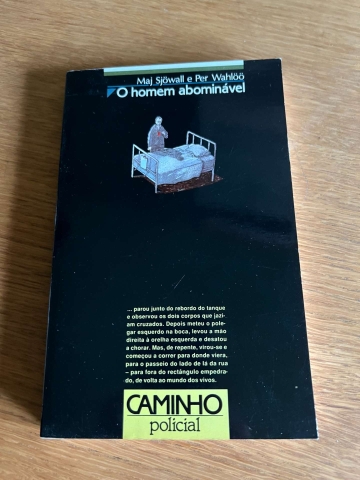 Maj Sjöwall e Per Wahlöö
O homem abominável
... parou junto do rebordo do tanque
e observou os dois corpos que jazi-
am cruzados. Depois meteu o pole-
gar esquerdo na boca, levou a mão
direita à orelha esquerda e desatou
a chorar. Mas, de repente, virou-se e
começou a correr para donde viera,
para o passeio do lado de lá da rua
– para fora do rectângulo empedra-
do, de volta ao mundo dos vivos.
CAMINHO
policial